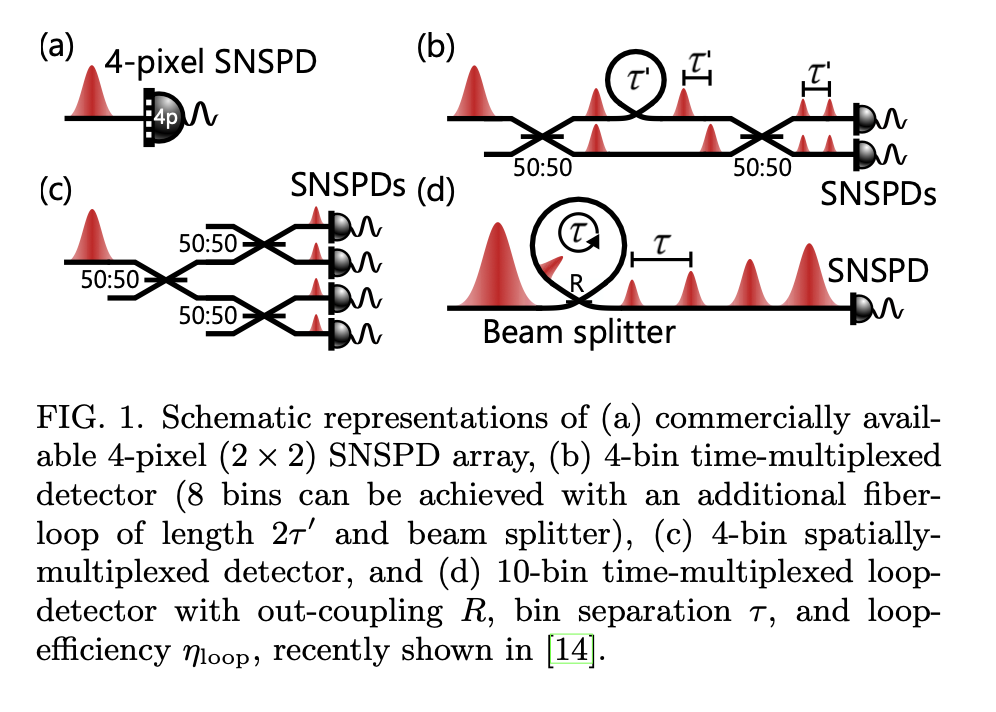 (a)
4-pixel SNSPD
4p
(b)
τ'
τ'
τ'
50:50
50:50
SNSPDs
(c)
SNSPDs
50:50
50:50
50:50
(d)
τ
τ
R
SNSPD
Beam splitter
FIG. 1. Schematic representations of (a) commercially avail-
able 4-pixel (2 × 2) SNSPD array, (b) 4-bin time-multiplexed
detector (8 bins can be achieved with an additional fiber-
loop of length 2τ′ and beam splitter), (c) 4-bin spatially-
multiplexed detector, and (d) 10-bin time-multiplexed loop-
detector with out-coupling R, bin separation τ, and loop-
efficiency ηloop, recently shown in [14].